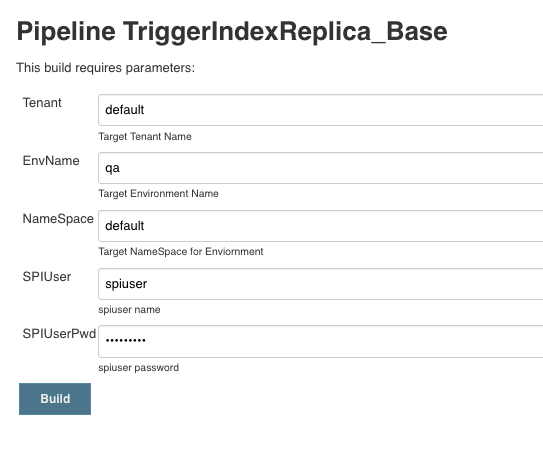 Pipeline TriggerIndexReplica_Base
This build requires parameters:
Tenant
default
Target Tenant Name
EnvName
qa
Target Environment Name
NameSpace
default
Target NameSpace for Enviornment
SPIUser
spiuser
spiuser name
SPIUserPwd
•••••••••
spiuser password
Build